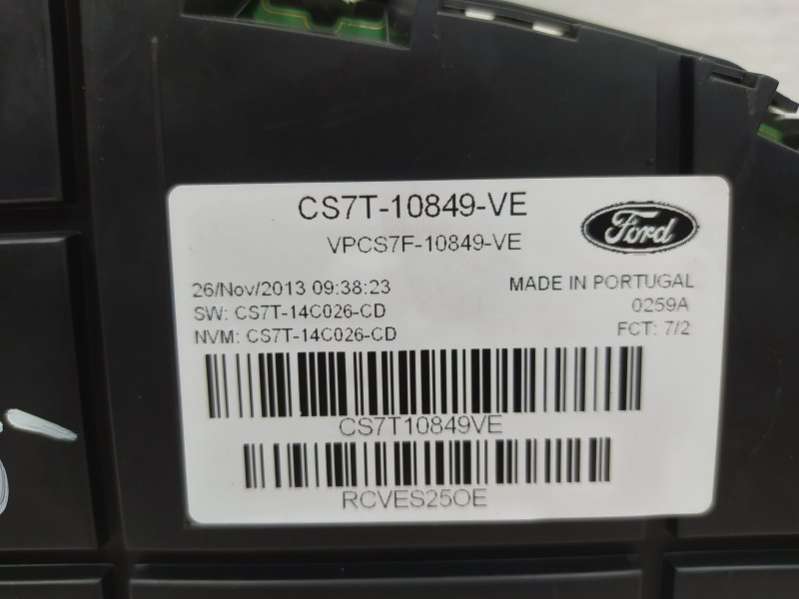 CS7T-10849-VE
VPCS7F-10849-VE
Ford
26/Nov/2013 09:38:23
MADE IN PORTUGAL
SW: CS7T-14C026-CD
0259A
NVM: CS7T-14C026-CD
FCT: 7/2
CS7T10849VE
RCVES25OE